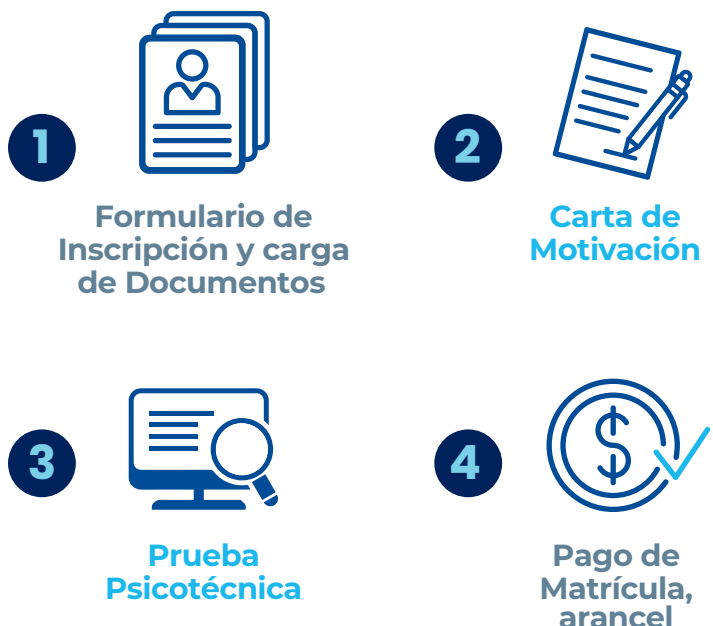 1
Formulario de
Inscripción y carga
de Documentos
2
Carta de
Motivación
3
Prueba
Psicotécnica
4
$
Pago de
Matrícula,
arancel